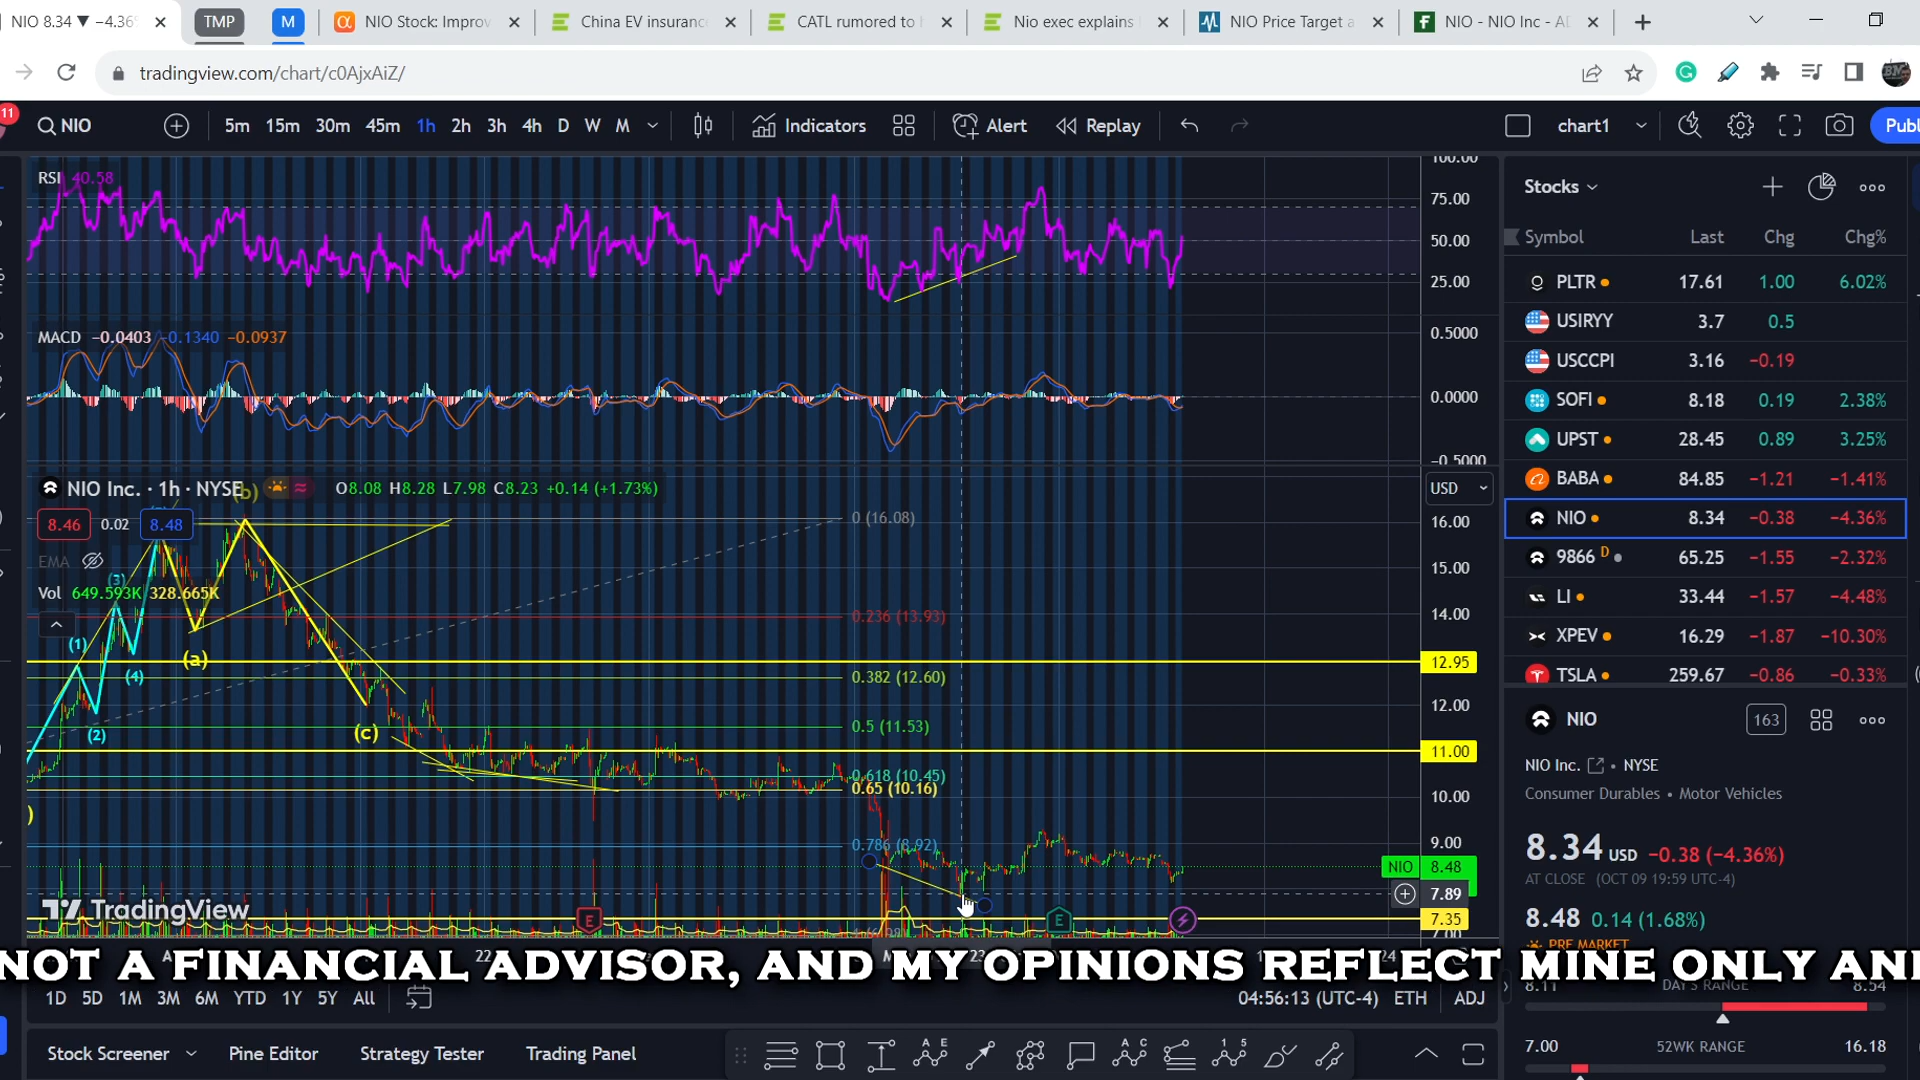 NIO 8.34 ▼ −4.36
TMP
M
NIO Stock: Improv
China EV insuranc
CATL rumored to
Nio exec explains
NIO Price Target a
NIO - NIO Inc - AD
tradingview.com/chart/c0AjxAiZ/
11
NIO
5m 15m 30m 45m 1h 2h 3h 4h D W M
Indicators
Alert
Replay
chart1
Publ
RSI 40.58
100.00
75.00
50.00
25.00
MACD −0.0403 −0.1340 −0.0937
0.5000
0.0000
−0.5000
NIO Inc. · 1h · NYSE
O8.08 H8.28 L7.98 C8.23 +0.14 (+1.73%)
USD
8.46 0.02 8.48
EMA
Vol 649.593K 328.665K
(1)
(2)
(3)
(4)
(a)
(b)
(c)
0 (16.08)
0.236 (13.93)
0.382 (12.60)
0.5 (11.53)
0.618 (10.45)
0.65 (10.16)
0.786 (8.92)
16.00
15.00
14.00
12.95
12.00
11.00
10.00
9.00
NIO 8.48
7.89
7.35
7.00
TradingView
E
E
22
23
24
Stocks
Symbol Last Chg Chg%
PLTR 17.61 1.00 6.02%
USIRYY 3.7 0.5
USCCPI 3.16 −0.19
SOFI 8.18 0.19 2.38%
UPST 28.45 0.89 3.25%
BABA 84.85 −1.21 −1.41%
NIO 8.34 −0.38 −4.36%
9866 D 65.25 −1.55 −2.32%
LI 33.44 −1.57 −4.48%
XPEV 16.29 −1.87 −10.30%
TSLA 259.67 −0.86 −0.33%
NIO
163
NIO Inc. • NYSE
Consumer Durables • Motor Vehicles
8.34 USD −0.38 (−4.36%)
AT CLOSE (OCT 09 19:59 UTC-4)
8.48 0.14 (1.68%)
PRE MARKET
NOT A FINANCIAL ADVISOR, AND MY OPINIONS REFLECT MINE ONLY AND
8.11 DAY'S RANGE 8.54
7.00 52WK RANGE 16.18
1D 5D 1M 3M 6M YTD 1Y 5Y All
04:56:13 (UTC-4) ETH ADJ
Stock Screener
Pine Editor
Strategy Tester
Trading Panel